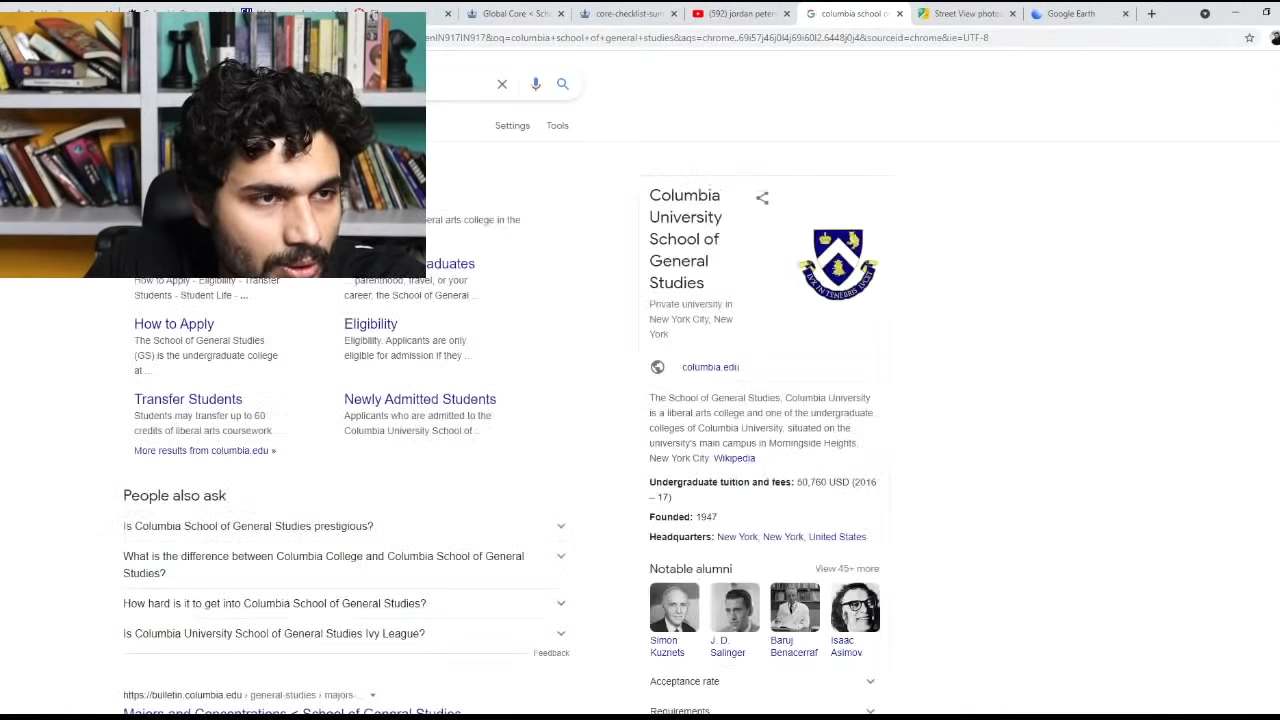 Global Core < Sch
core-checklist-sum
(592) jordan peter
columbia school o
Street View photos
Google Earth
enIN917IN917&oq=columbia+school+of+general+studies&aqs=chrome..69i57j46j0l4j69i60l2.6448j0j4&sourceid=chrome&ie=UTF-8
Settings
Tools
eral arts college in the
aduates
How to Apply - Eligibility - Transfer
Students - Student Life - ...
... parenthood, travel, or your
career, the School of General ...
How to Apply
The School of General Studies
(GS) is the undergraduate college
at ...
Eligibility
Eligibility. Applicants are only
eligible for admission if they ...
Transfer Students
Students may transfer up to 60
credits of liberal arts coursework
Newly Admitted Students
Applicants who are admitted to the
Columbia University School of ...
More results from columbia.edu »
People also ask
Is Columbia School of General Studies prestigious?
What is the difference between Columbia College and Columbia School of General
Studies?
How hard is it to get into Columbia School of General Studies?
Is Columbia University School of General Studies Ivy League?
Feedback
https://bulletin.columbia.edu › general-studies › majors-...
Majors and Concentrations < School of General Studies
Columbia
University
School of
General
Studies
Private university in
New York City, New
York
columbia.edu
The School of General Studies, Columbia University
is a liberal arts college and one of the undergraduate
colleges of Columbia University, situated on the
university's main campus in Morningside Heights,
New York City. Wikipedia
Undergraduate tuition and fees: 50,760 USD (2016
– 17)
Founded: 1947
Headquarters: New York, New York, United States
Notable alumni
View 45+ more
Simon
Kuznets
J. D.
Salinger
Baruj
Benacerraf
Isaac
Asimov
Acceptance rate
Requirements